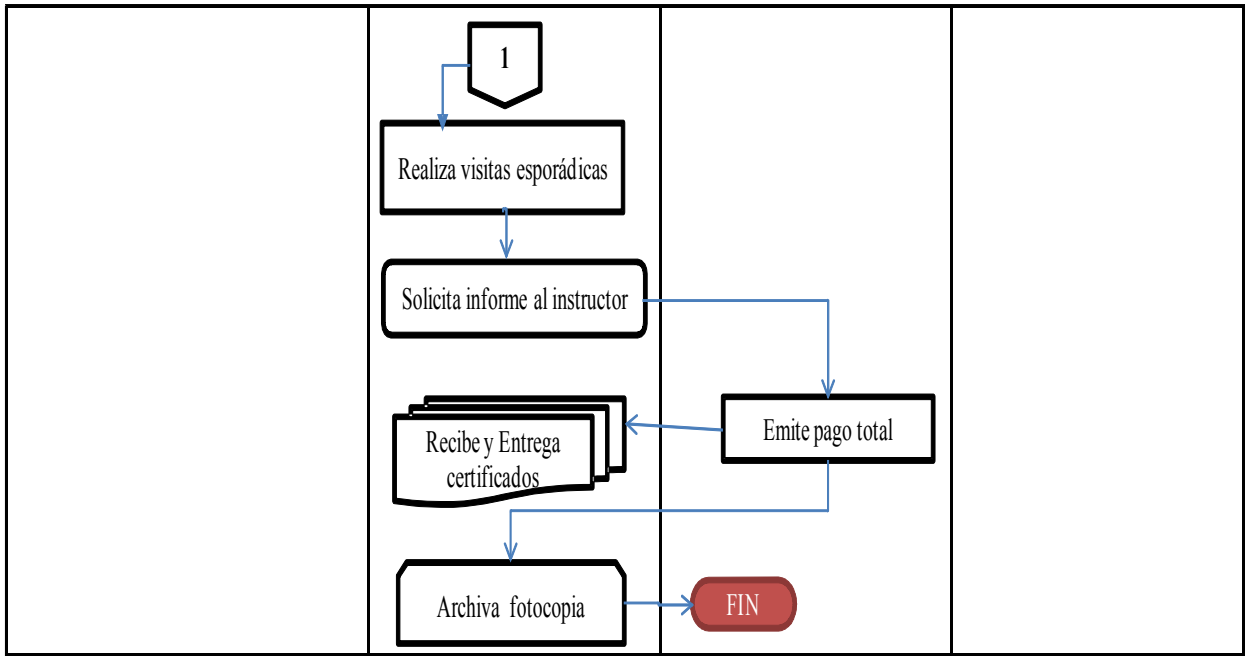 1
Realiza visitas esporádicas
Solicita informe al instructor
Emite pago total
Recibe y Entrega
certificados
Archiva fotocopia
FIN